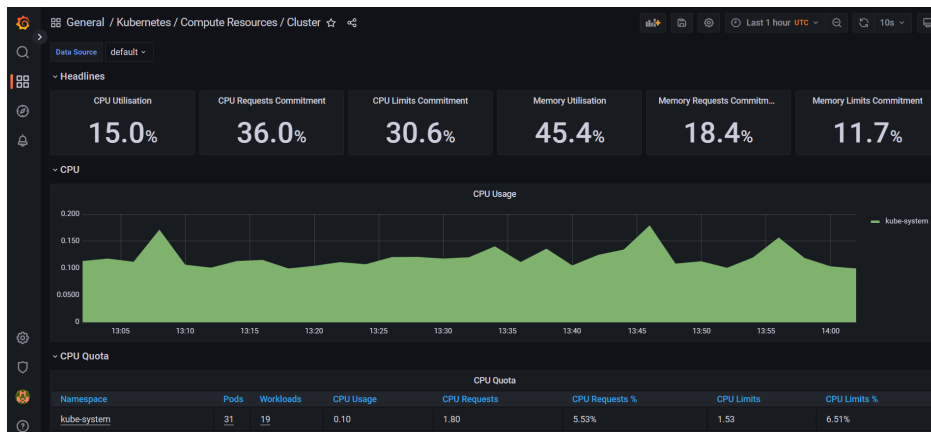 General / Kubernetes / Compute Resources / Cluster
Last 1 hour UTC
10s
Data Source default
Headlines
CPU Utilisation
15.0%
CPU Requests Commitment
36.0%
CPU Limits Commitment
30.6%
Memory Utilisation
45.4%
Memory Requests Commitm...
18.4%
Memory Limits Commitment
11.7%
CPU
CPU Usage
0.200
0.150
0.100
0.0500
0
13:05 13:10 13:15 13:20 13:25 13:30 13:35 13:40 13:45 13:50 13:55 14:00
kube-system
CPU Quota
CPU Quota
Namespace Pods Workloads CPU Usage CPU Requests CPU Requests % CPU Limits CPU Limits %
kube-system 31 19 0.10 1.80 5.53% 1.53 6.51%